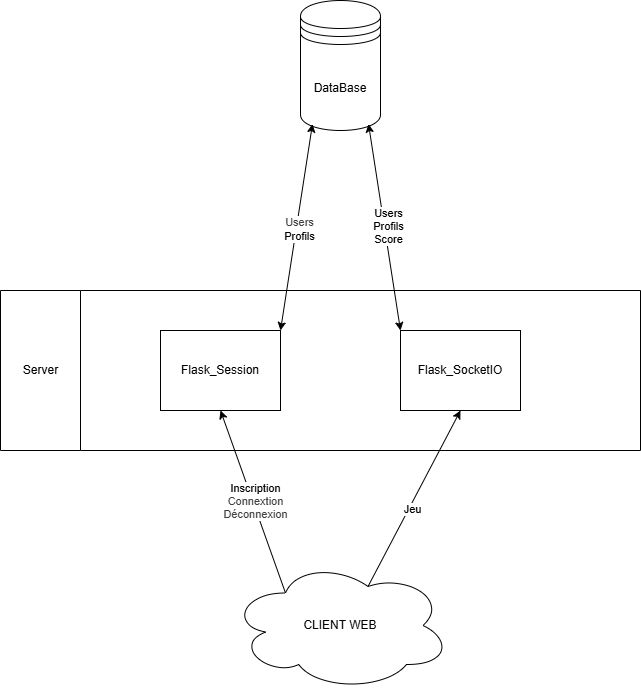 DataBase
Users
Profils
Users
Profils
Score
Server
Flask_Session
Flask_SocketIO
Inscription
Connextion
Déconnexion
Jeu
CLIENT WEB